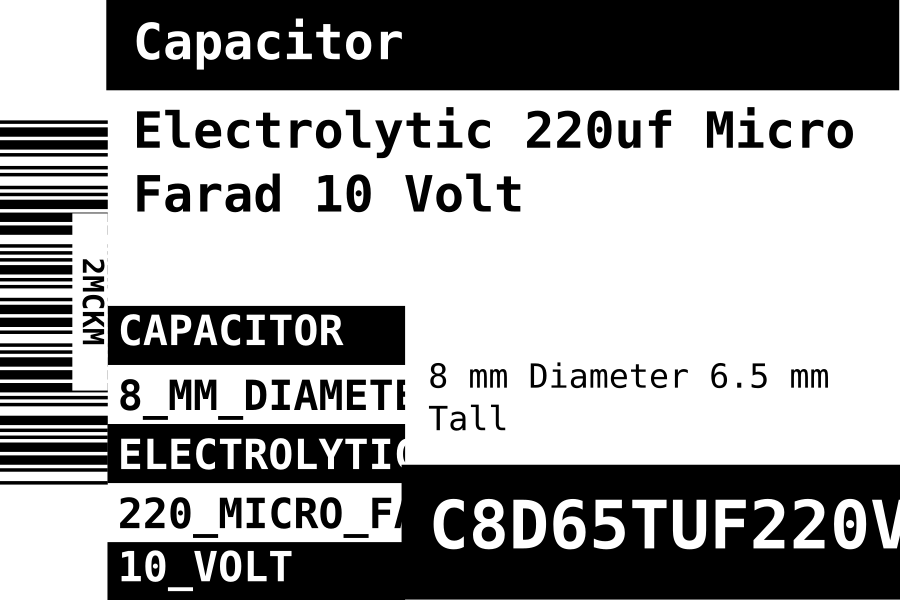 Capacitor
Electrolytic 220uf Micro
Farad 10 Volt
2MCKM
CAPACITOR
8_MM_DIAMETE
ELECTROLYTIC
220_MICRO_FA
10_VOLT
8 mm Diameter 6.5 mm
Tall
C8D65TUF220V